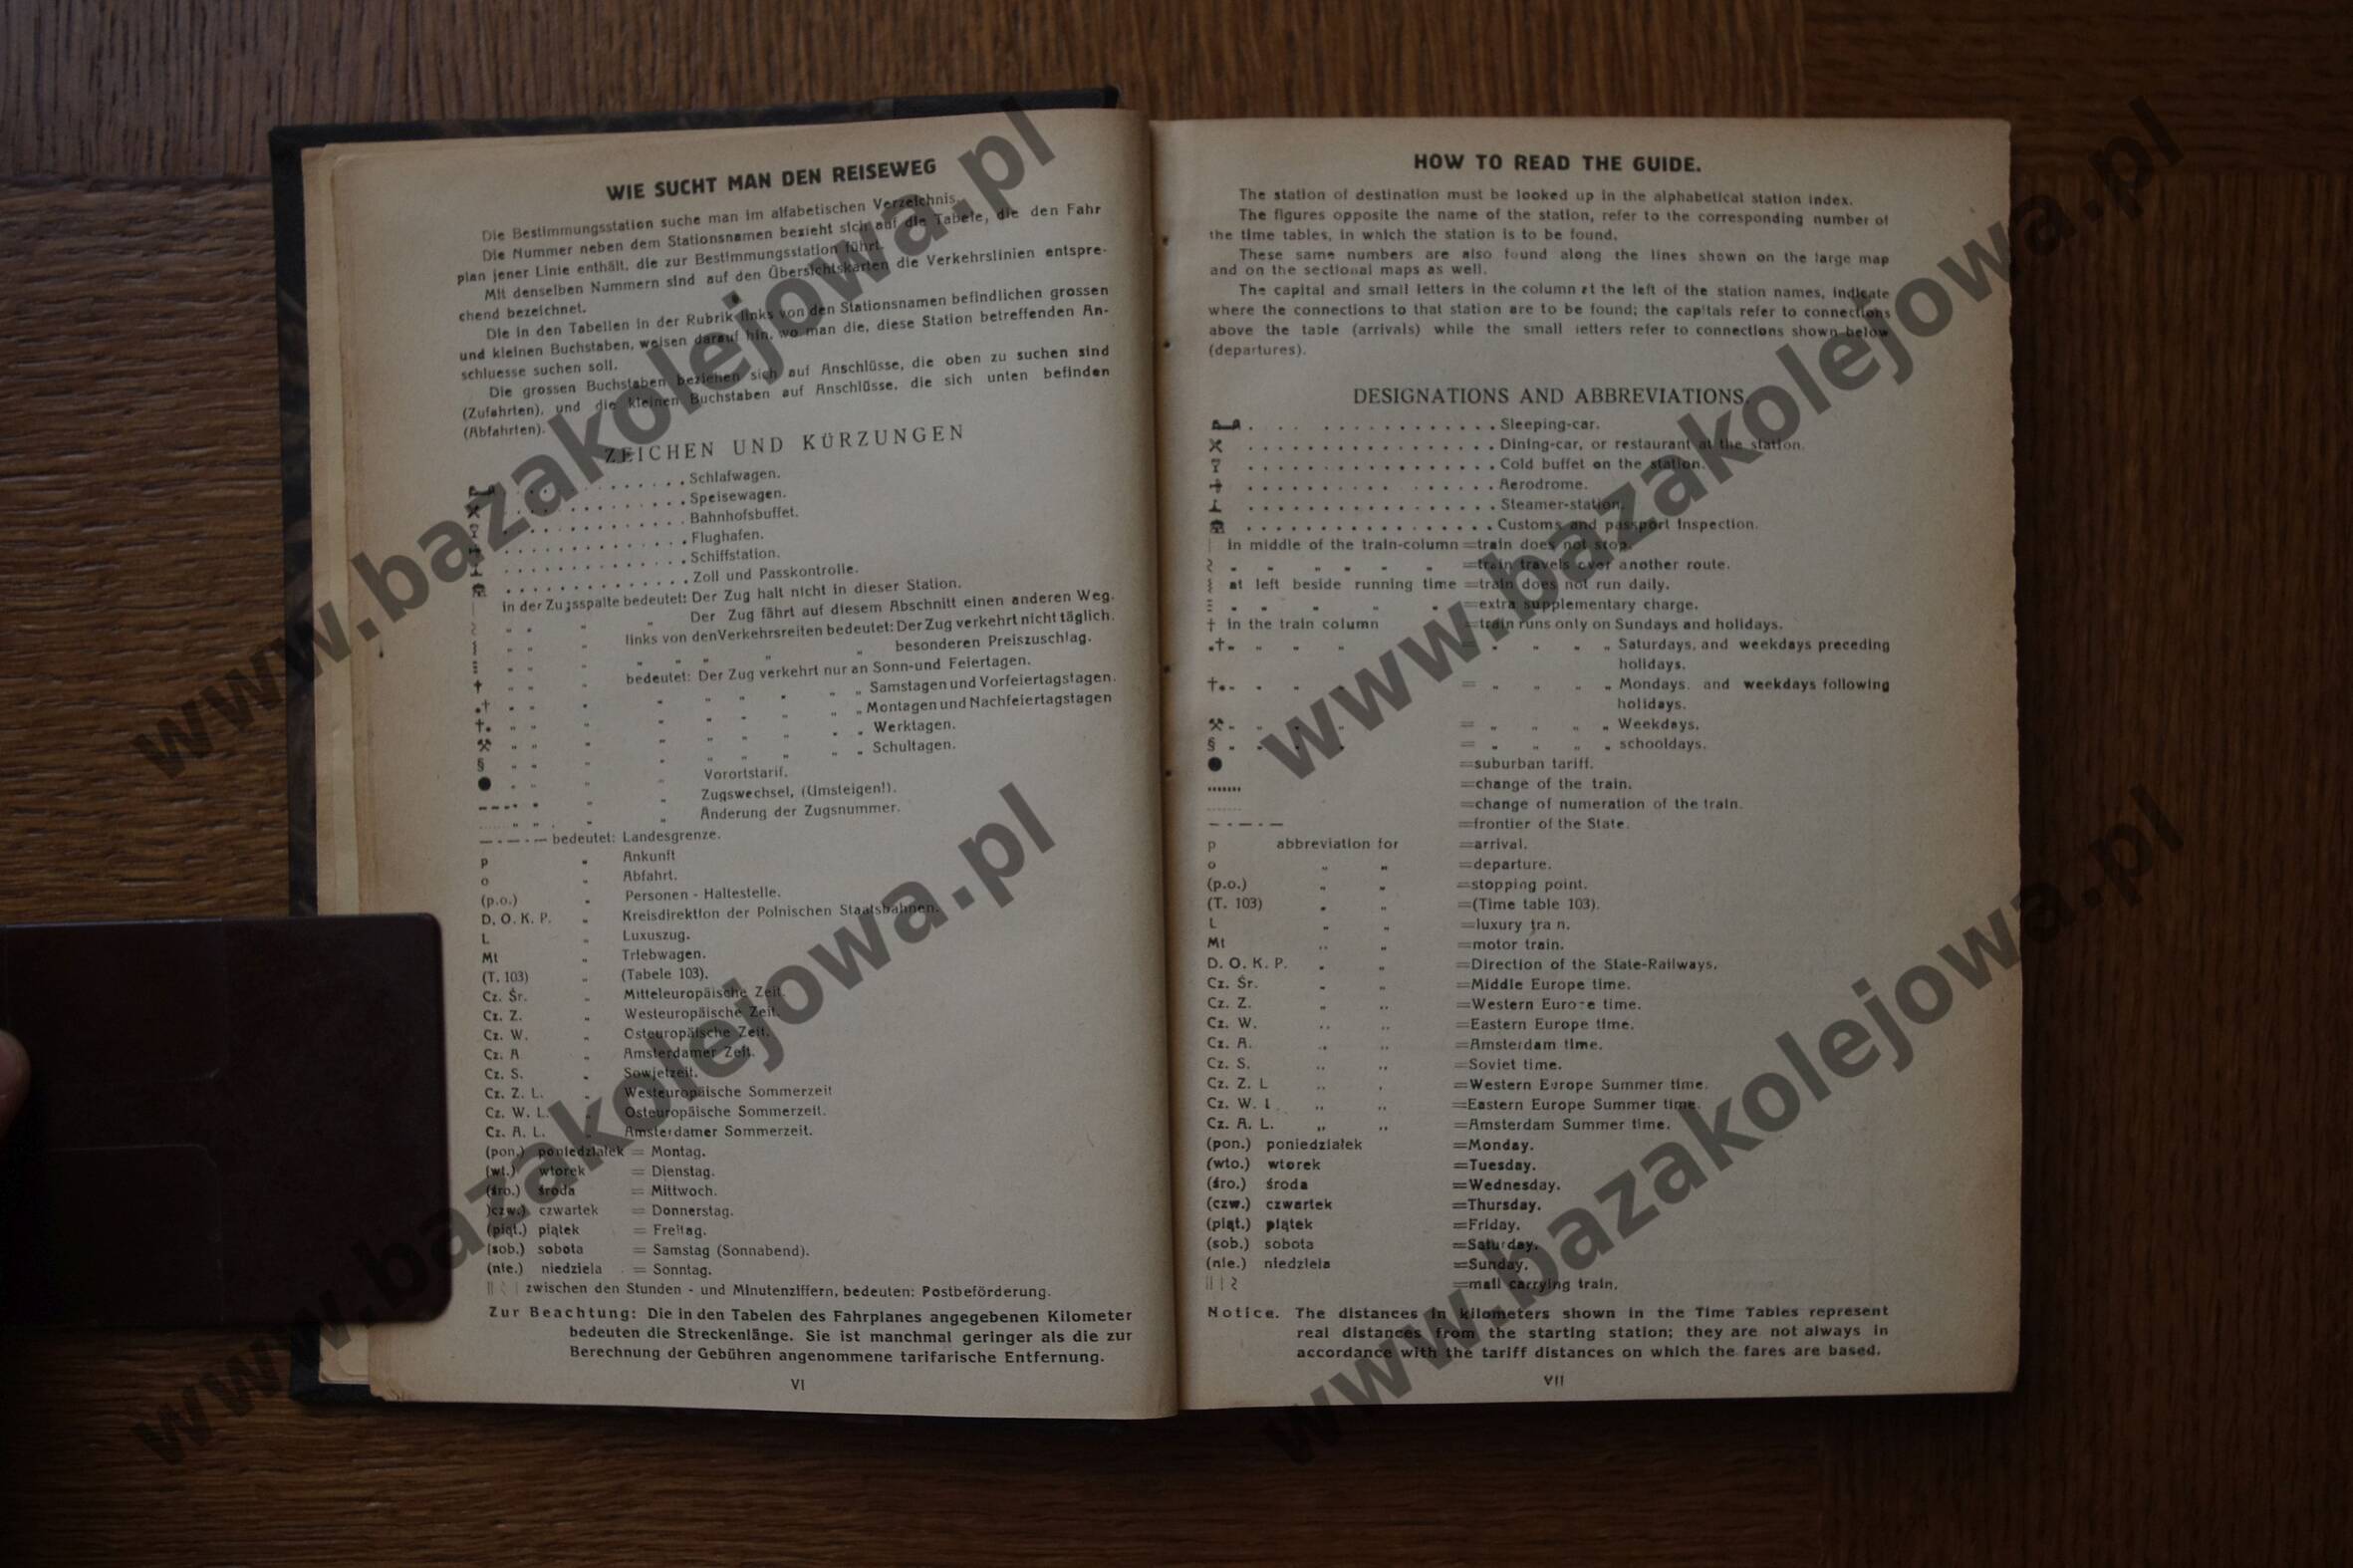 WIE SUCHT MAN DEN REISEWEG
Die Bestimmungsstation suche man im alfabetischen Verzeichnis.
Die Nummer neben dem Stationsnamen bezieht sich auf die Tabele, die den Fahr
plan jener Linie enthält, die zur Bestimmungsstation führt.
Mit denselben Nummern sind auf den Übersichtskarten die Verkehrslinien entspre-
chend bezeichnet.
Die in den Tabellen in der Rubrik links von den Stationsnamen befindlichen grossen
und kleinen Buchstaben, weisen darauf hin, wo man die, diese Station betreffenden An-
schluesse suchen soll.
Die grossen Buchstaben beziehen sich auf Anschlüsse, die oben zu suchen sind
(Zufahrten), und die kleinen Buchstaben auf Anschlüsse, die sich unten befinden
(Abfahrten).
ZEICHEN UND KÜRZUNGEN
. . . . . . . . . . . . Schlafwagen.
. . . . . . . . . . . . Speisewagen.
. . . . . . . . . . . . Bahnhofsbuffet.
. . . . . . . . . . . . Flughafen.
. . . . . . . . . . . . Schiffstation.
. . . . . . . . . . . . Zoll und Passkontrolle.
in der Zugsspalte bedeutet: Der Zug halt nicht in dieser Station.
" " " " Der Zug fährt auf diesem Abschnitt einen anderen Weg.
" " " links von denVerkehrsreiten bedeutet: Der Zug verkehrt nicht täglich.
" " " " " " " " besonderen Preiszuschlag.
† " " " bedeutet: Der Zug verkehrt nur an Sonn-und Feiertagen.
.† " " " " " " " " " Samstagen und Vorfeiertagstagen.
†. " " " " " " " " " Montagen und Nachfeiertagstagen
⚒ " " " " " " " " " Werktagen.
§ " " " " " " " " " Schultagen.
● " " " " Vorortstarif.
" " " Zugswechsel, (Umsteigen!).
" " " " Änderung der Zugsnummer.
—·—·— bedeutet: Landesgrenze.
p " Ankunft
o " Abfahrt.
(p.o.) " Personen - Haltestelle.
D. O. K. P. " Kreisdirektion der Polnischen Staatsbahnen.
L " Luxuszug.
Mt " Triebwagen.
(T. 103) " (Tabele 103).
Cz. Śr. " Mitteleuropäische Zeit.
Cz. Z. " Westeuropäische Zeit.
Cz. W. " Osteuropäische Zeit.
Cz. A " Amsterdamer Zeit.
Cz. S. " Sowjetzeit.
Cz. Z. L. " Westeuropäische Sommerzeit
Cz. W. L. " Osteuropäische Sommerzeit.
Cz. A. L. " Amsterdamer Sommerzeit.
(pon.) poniedziałek = Montag.
(wt.) wtorek = Dienstag.
(śro.) środa = Mittwoch.
)czw.) czwartek = Donnerstag.
(piąt.) piątek = Freitag.
(sob.) sobota = Samstag (Sonnabend).
(nie.) niedziela = Sonntag.
zwischen den Stunden - und Minutenziffern, bedeuten: Postbeförderung.
Zur Beachtung: Die in den Tabelen des Fahrplanes angegebenen Kilometer
bedeuten die Streckenlänge. Sie ist manchmal geringer als die zur
Berechnung der Gebühren angenommene tarifarische Entfernung.
VI
HOW TO READ THE GUIDE.
The station of destination must be looked up in the alphabetical station index.
The figures opposite the name of the station, refer to the corresponding number of
the time tables, in which the station is to be found.
These same numbers are also found along the lines shown on the large map
and on the sectional maps as well.
The capital and small letters in the column at the left of the station names, indicate
where the connections to that station are to be found; the capitals refer to connections
above the table (arrivals) while the small letters refer to connections shown below
(departures).
DESIGNATIONS AND ABBREVIATIONS.
. . . . . . . . . . . . Sleeping-car.
. . . . . . . . . . . . Dining-car, or restaurant at the station.
. . . . . . . . . . . . Cold buffet on the station.
. . . . . . . . . . . . Aerodrome.
. . . . . . . . . . . . Steamer-station.
. . . . . . . . . . . . Customs and passport Inspection.
in middle of the train-column =train does not stop.
" " " " " " =train travels over another route.
at left beside running time =train does not run daily.
" " " " " =extra supplementary charge.
† in the train column =train runs only on Sundays and holidays.
.† " " " " = " " " " Saturdays, and weekdays preceding
holidays.
†. " " " " = " " " " Mondays. and weekdays following
holidays.
⚒ " " " " = " " " " Weekdays.
§ " " " " = " " " " schooldays.
● =suburban tariff.
....... =change of the train.
....... =change of numeration of the train.
—·—·— =frontier of the State.
p abbreviation for =arrival.
o " " =departure.
(p.o.) " " =stopping point.
(T. 103) " " =(Time table 103).
L " " =luxury tra n.
Mt " " =motor train.
D. O. K. P. " " =Direction of the State-Railways.
Cz. Śr. " " =Middle Europe time.
Cz. Z. " " =Western Euro-e time.
Cz. W. " " =Eastern Europe time.
Cz. A. " " =Amsterdam time.
Cz. S. " " =Soviet time.
Cz. Z. L " " =Western Europe Summer time.
Cz. W. l " " =Eastern Europe Summer time.
Cz. A. L. " " =Amsterdam Summer time.
(pon.) poniedziałek =Monday.
(wto.) wtorek =Tuesday.
(śro.) środa =Wednesday.
(czw.) czwartek =Thursday.
(piąt.) piątek =Friday.
(sob.) sobota =Saturday.
(nie.) niedziela =Sunday.
=mail carrying train.
Notice. The distances in kilometers shown in the Time Tables represent
real distances from the starting station; they are not always in
accordance with the tariff distances on which the fares are based.
VII
www.bazakolejowa.pl
www.bazakolejowa.pl
www.bazakolejowa.pl
www.bazakolejowa.pl